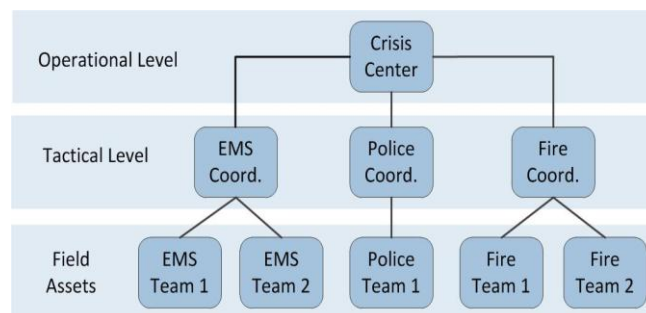 Operational Level
Crisis
Center
Tactical Level
EMS
Coord.
Police
Coord.
Fire
Coord.
Field
Assets
EMS
Team 1
EMS
Team 2
Police
Team 1
Fire
Team 1
Fire
Team 2